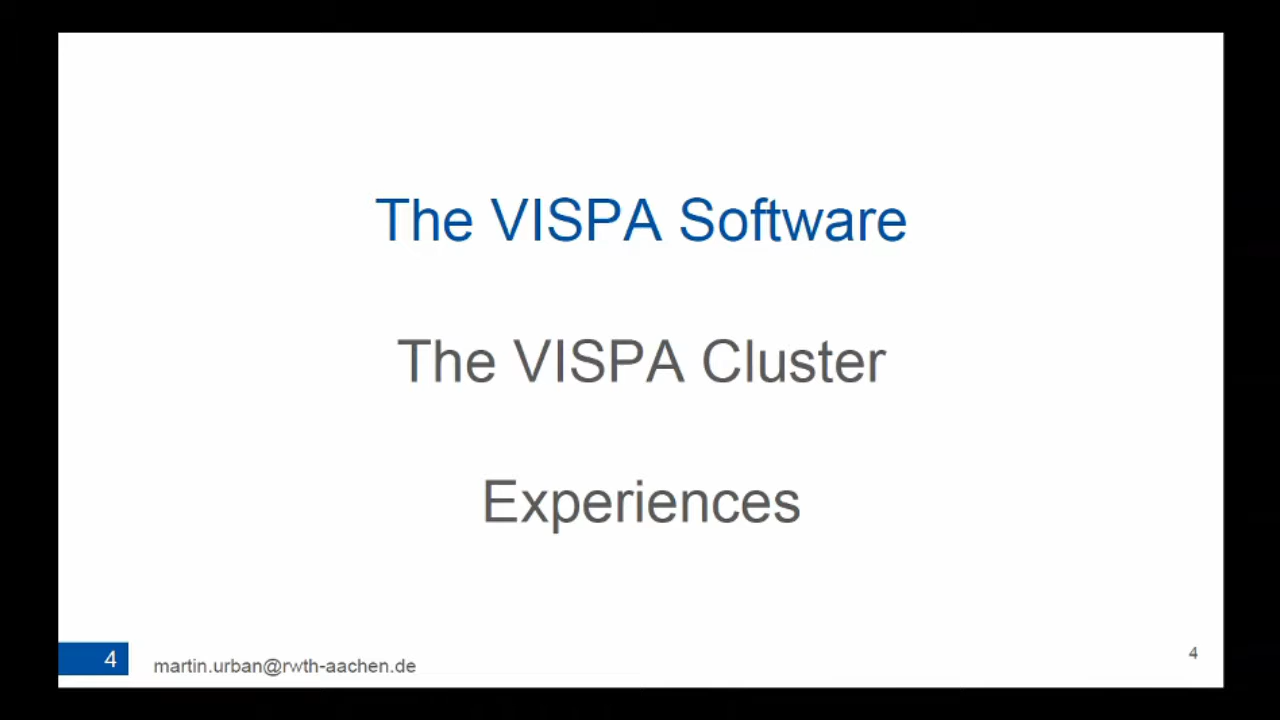 The VISPA Software
The VISPA Cluster
Experiences
4
martin.urban@rwth-aachen.de
4